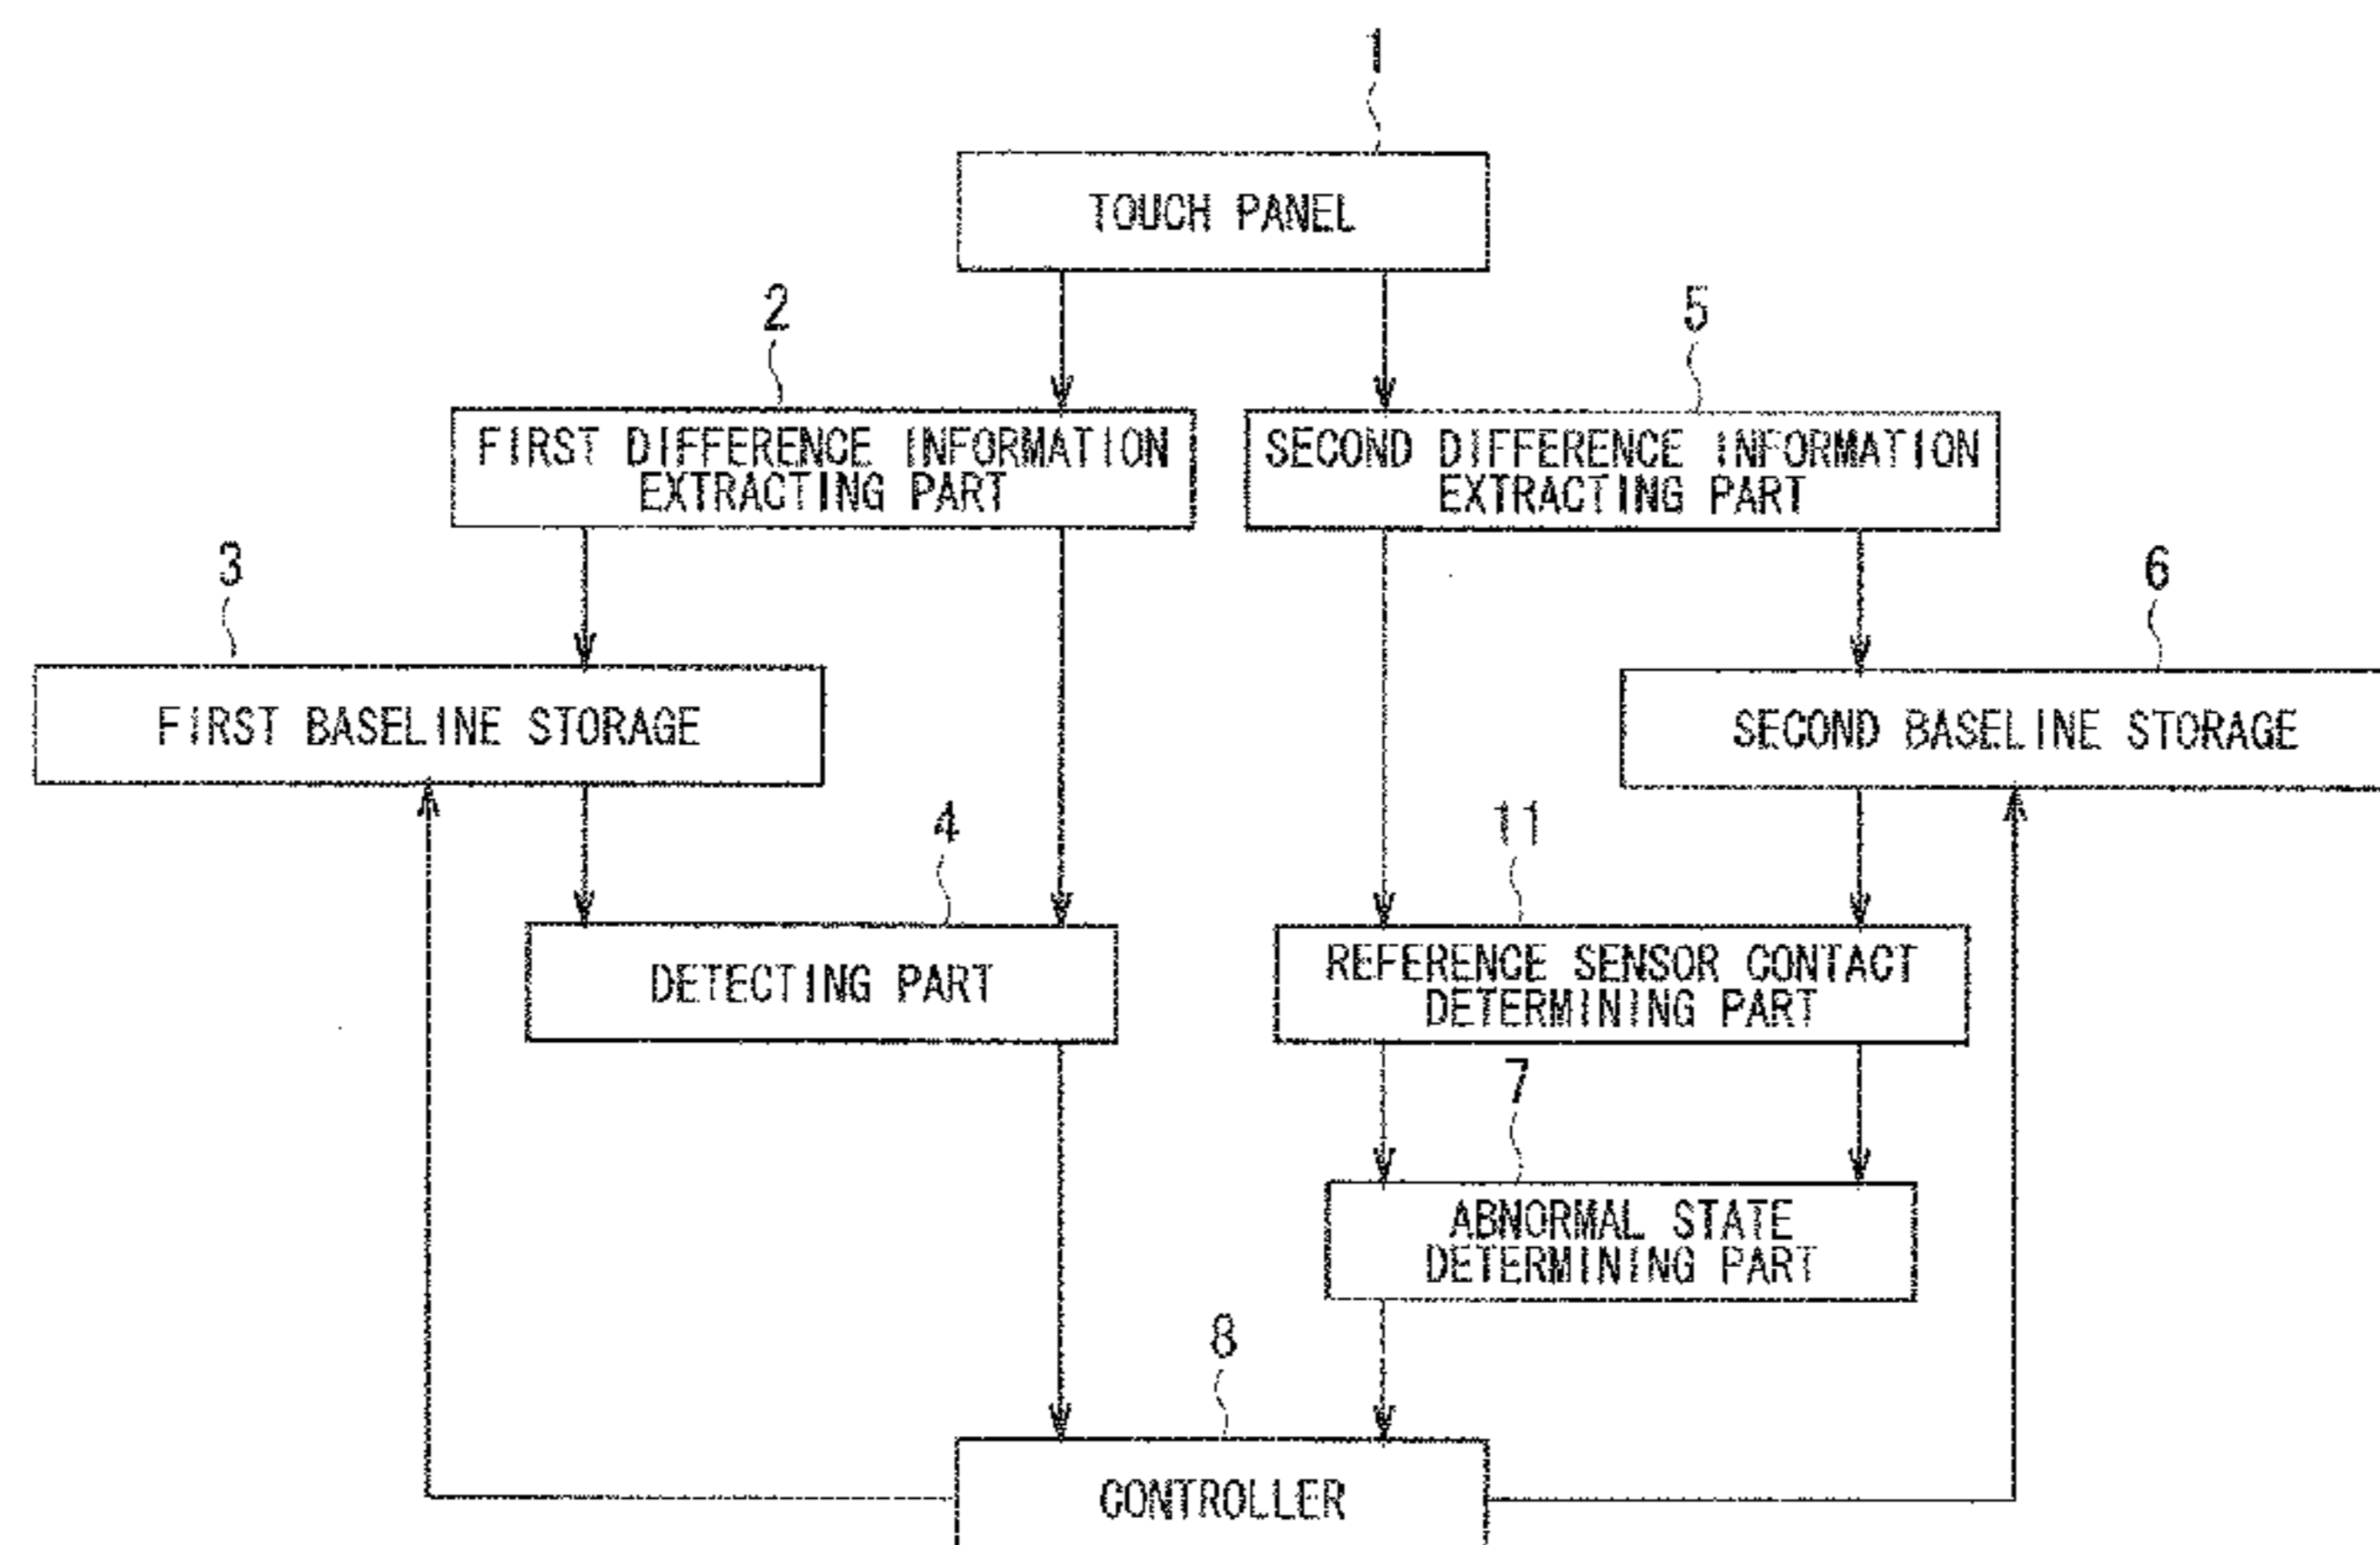 1
TOUCH PANEL
2
5
FIRST DIFFERENCE INFORMATION
EXTRACTING PART
SECOND DIFFERENCE INFORMATION
EXTRACTING PART
3
6
FIRST BASELINE STORAGE
SECOND BASELINE STORAGE
4
11
DETECTING PART
REFERENCE SENSOR CONTACT
DETERMINING PART
7
ABNORMAL STATE
DETERMINING PART
8
CONTROLLER